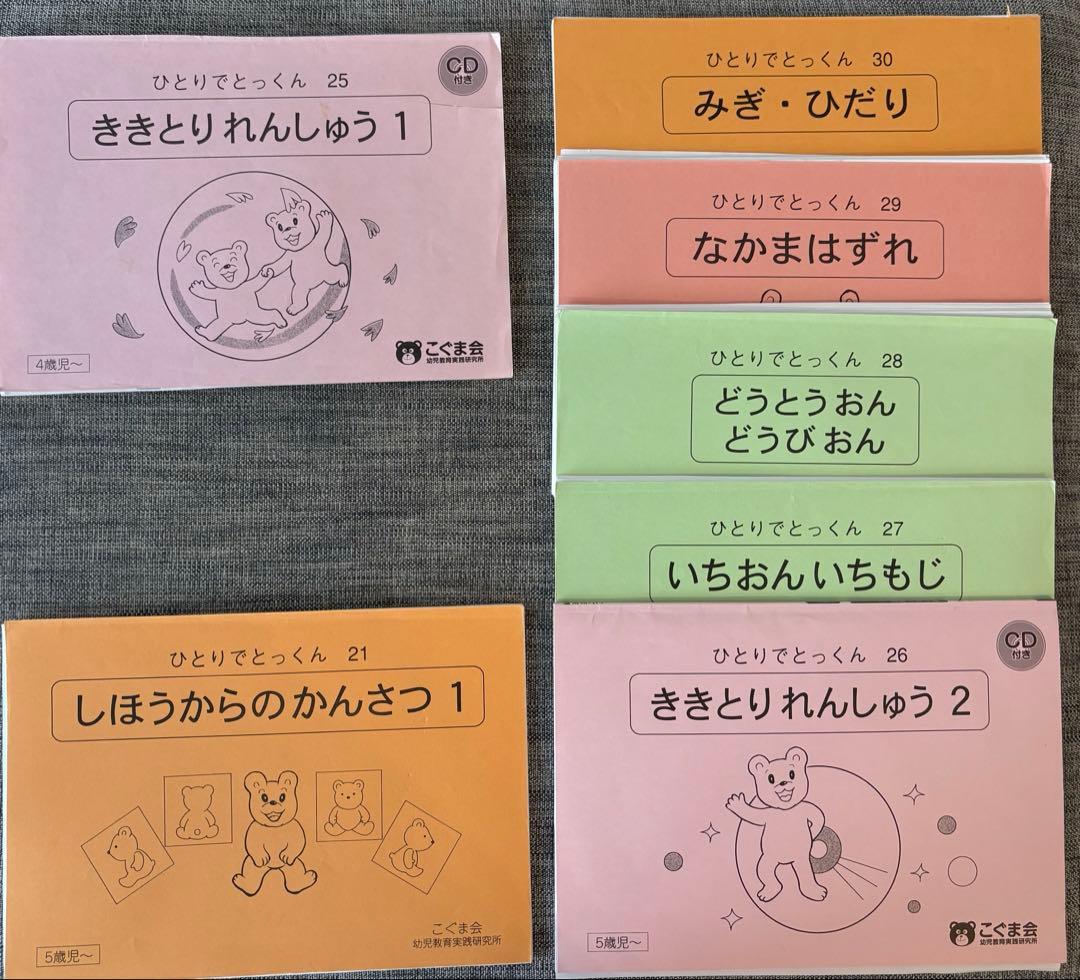 ひとりでとっくん 25
CD
付き
ききとり れんしゅう 1
4歳児～
こぐま会
幼児教育実践研究所
ひとりでとっくん 21
しほうからの かんさつ 1
5歳児～
こぐま会
幼児教育実践研究所
ひとりでとっくん 30
みぎ・ひだり
ひとりでとっくん 29
なかまはずれ
ひとりでとっくん 28
どうとう おん
どうび おん
ひとりでとっくん 27
いちおん いちもじ
ひとりでとっくん 26
CD
付き
ききとり れんしゅう 2
5歳児～
こぐま会
幼児教育実践研究所